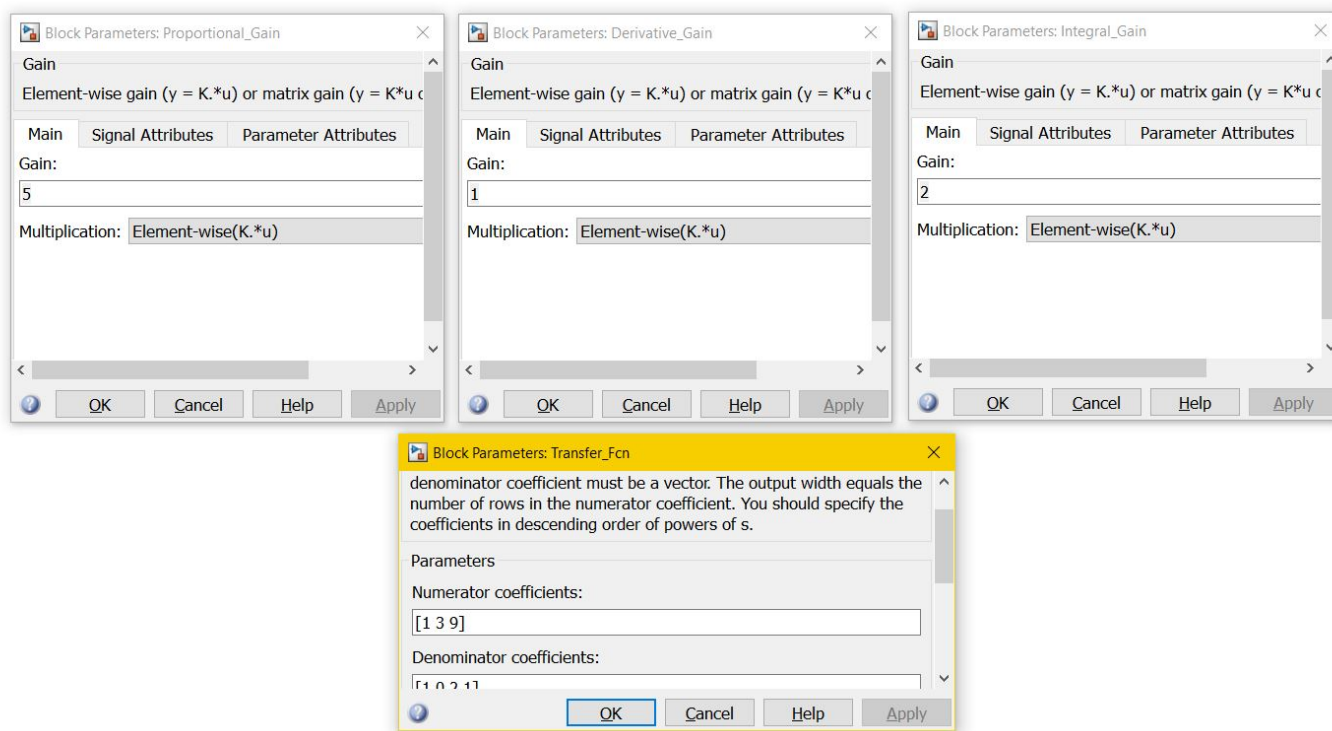 Block Parameters: Proportional_Gain
Gain
Element-wise gain (y = K.*u) or matrix gain (y = K*u o
Main Signal Attributes Parameter Attributes
Gain:
5
Multiplication: Element-wise(K.*u)
OK Cancel Help Apply
Block Parameters: Derivative_Gain
Gain
Element-wise gain (y = K.*u) or matrix gain (y = K*u o
Main Signal Attributes Parameter Attributes
Gain:
1
Multiplication: Element-wise(K.*u)
OK Cancel Help Apply
Block Parameters: Integral_Gain
Gain
Element-wise gain (y = K.*u) or matrix gain (y = K*u o
Main Signal Attributes Parameter Attributes
Gain:
2
Multiplication: Element-wise(K.*u)
OK Cancel Help Apply
Block Parameters: Transfer_Fcn
denominator coefficient must be a vector. The output width equals the
number of rows in the numerator coefficient. You should specify the
coefficients in descending order of powers of s.
Parameters
Numerator coefficients:
[1 3 9]
Denominator coefficients:
[1 0 2 1]
OK Cancel Help Apply